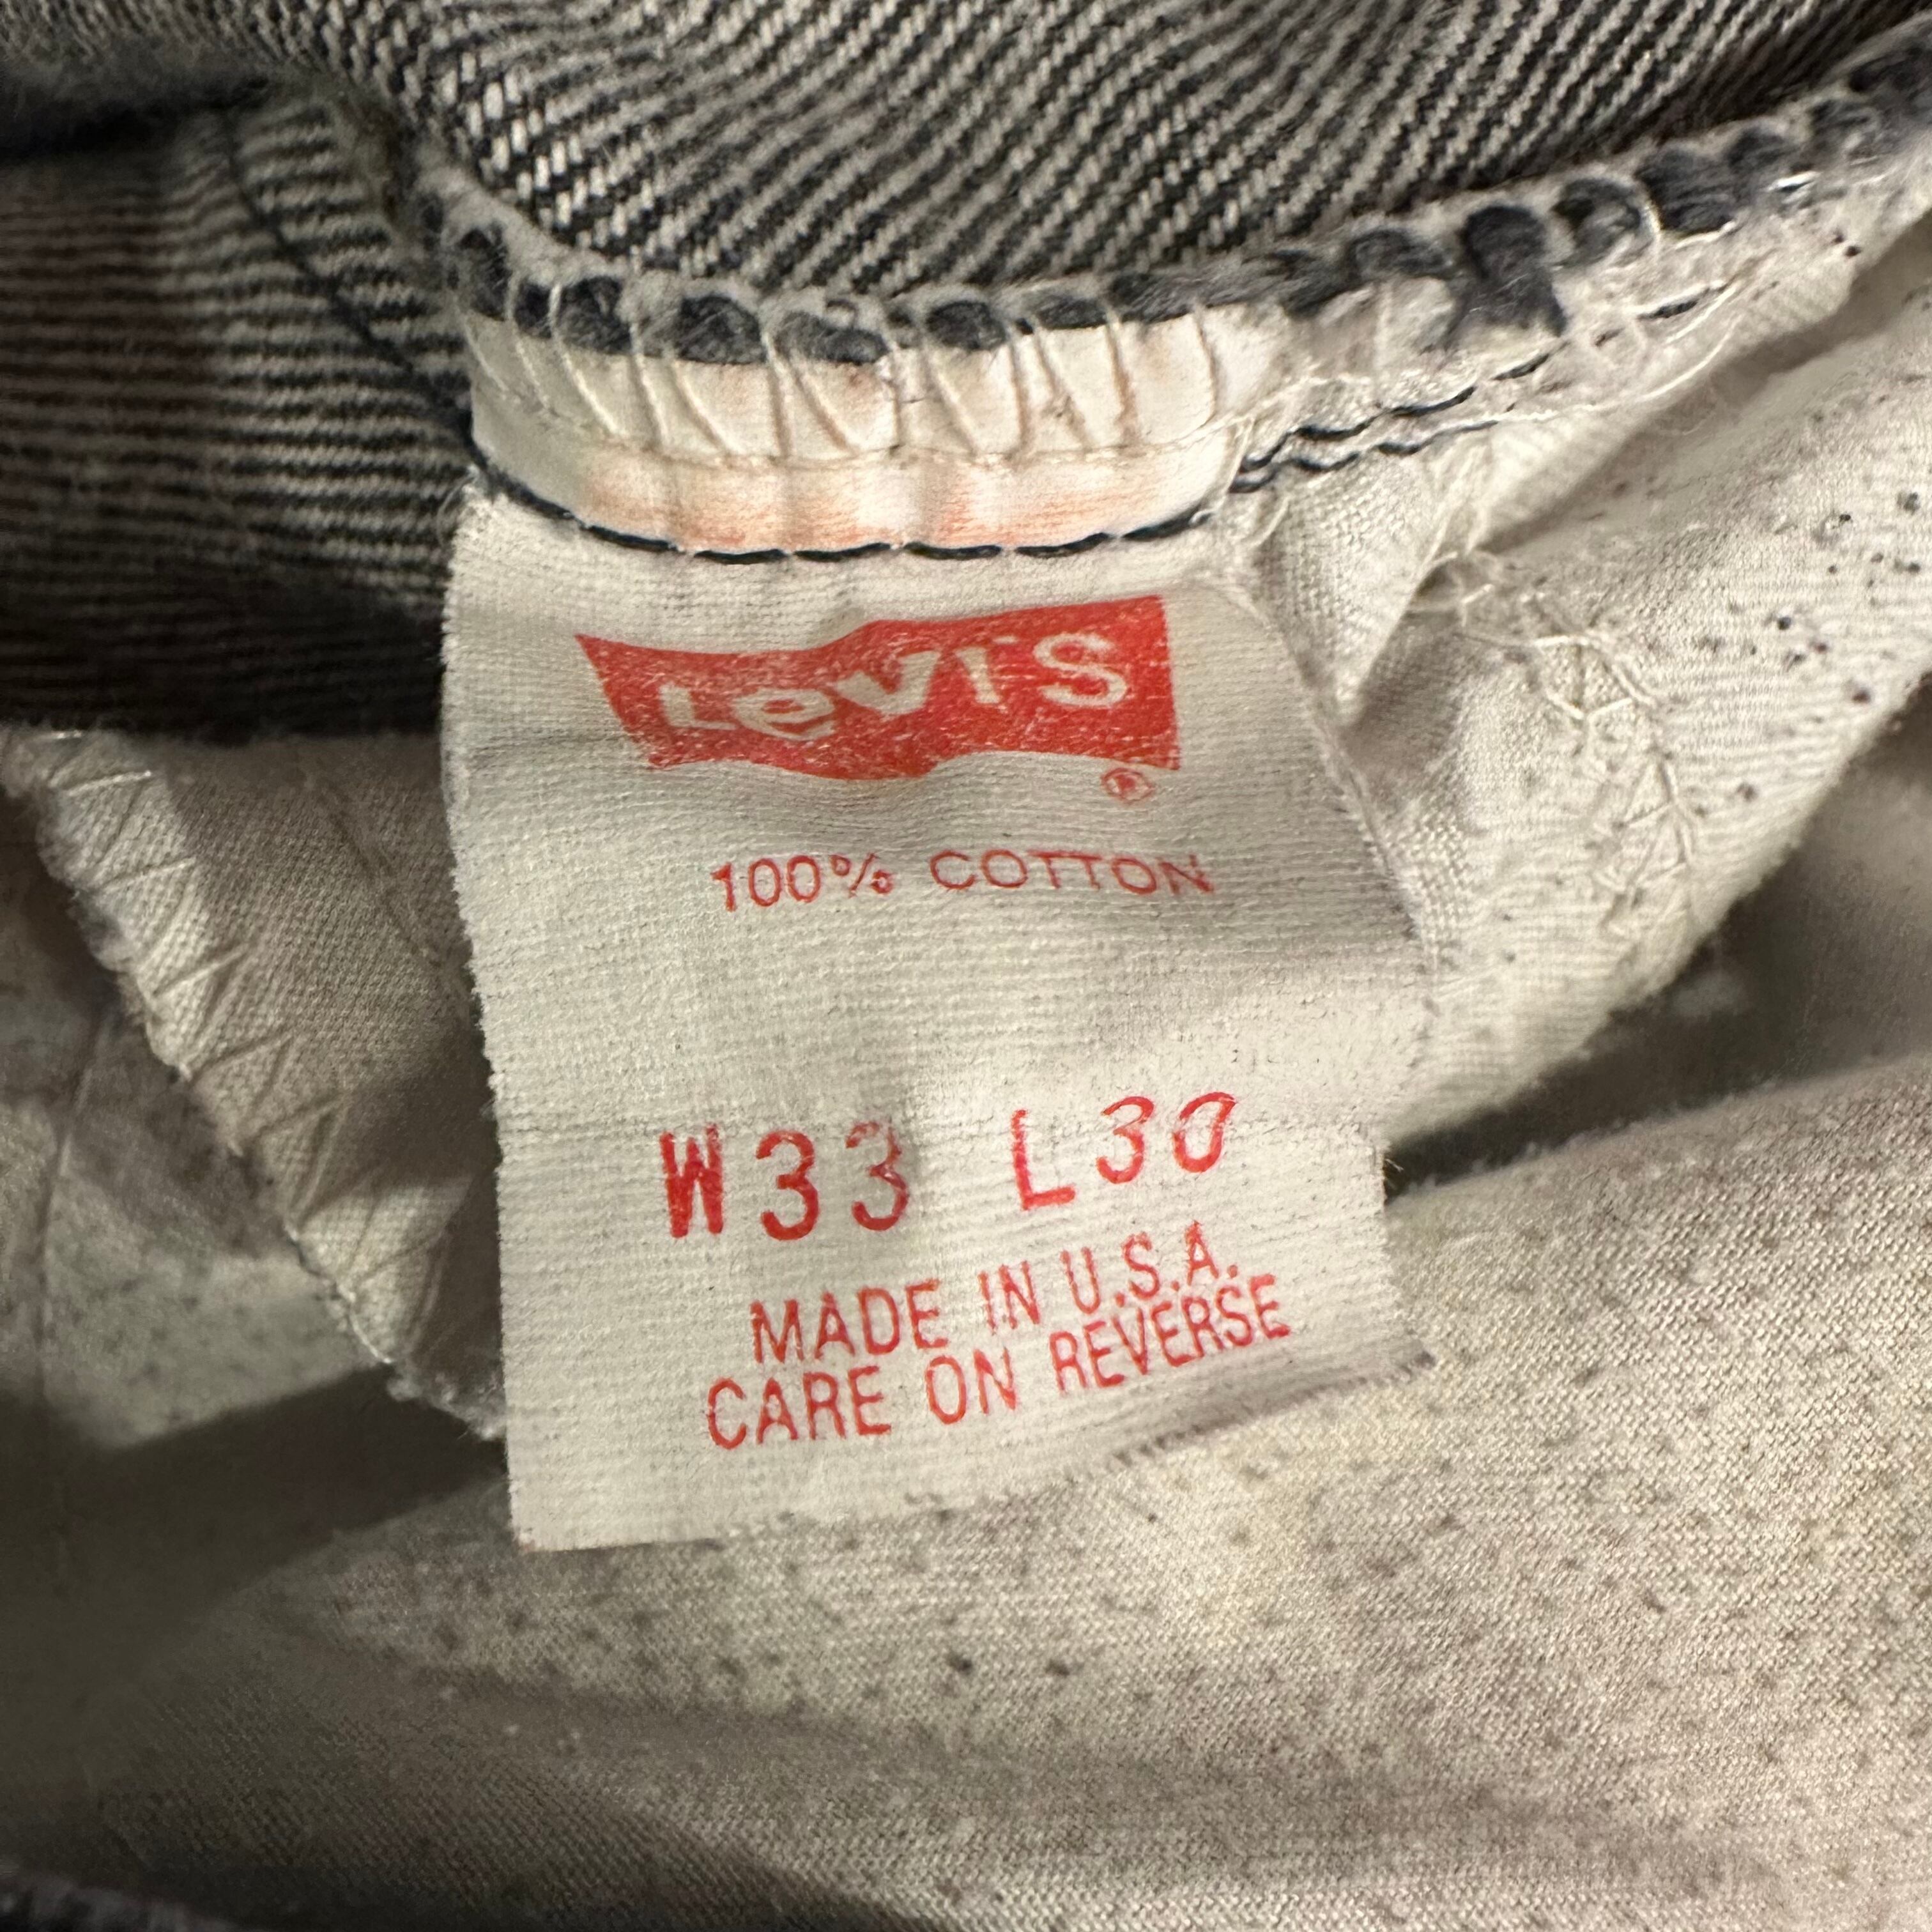 Levi's ®
100% COTTON
W33 L30
MADE IN U.S.A.
CARE ON REVERSE